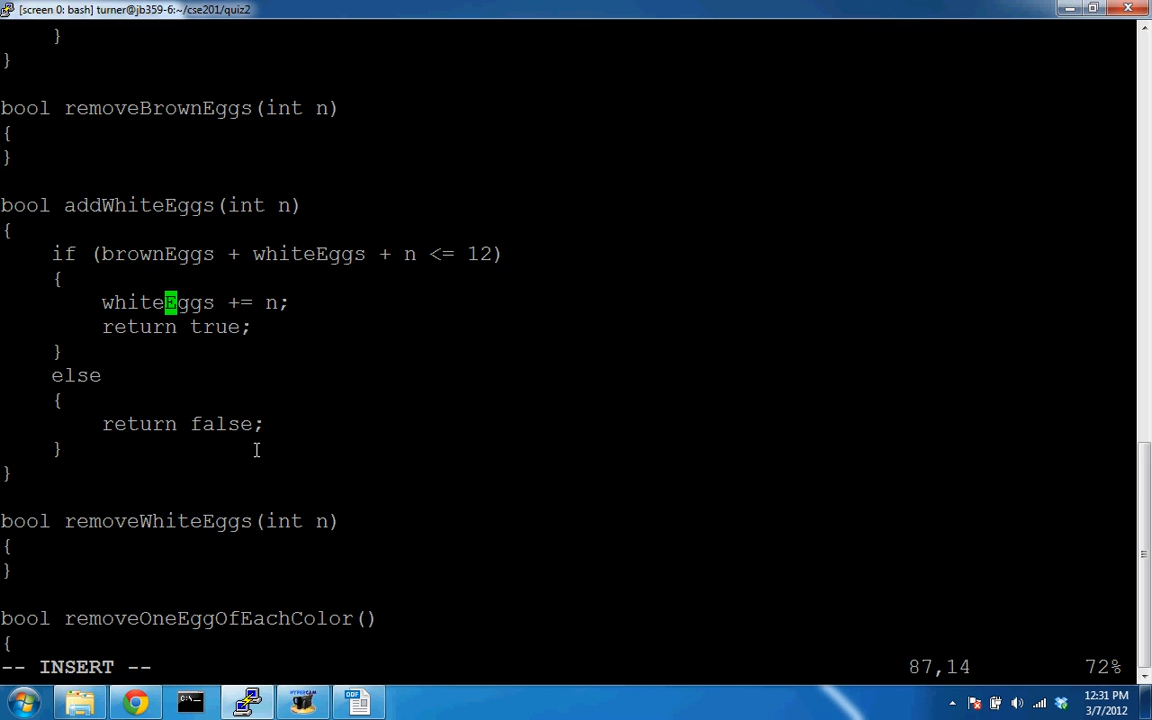 [screen 0: bash] turner@jb359-6:~/cse201/quiz2
    }
}
bool removeBrownEggs(int n)
{
}
bool addWhiteEggs(int n)
{
    if (brownEggs + whiteEggs + n <= 12)
    {
        whiteEggs += n;
        return true;
    }
    else
    {
        return false;
    }
}
bool removeWhiteEggs(int n)
{
}
bool removeOneEggOfEachColor()
{
-- INSERT -- 87,14 72%
C:\_
HYPERCAM
ODF
12:31 PM
3/7/2012